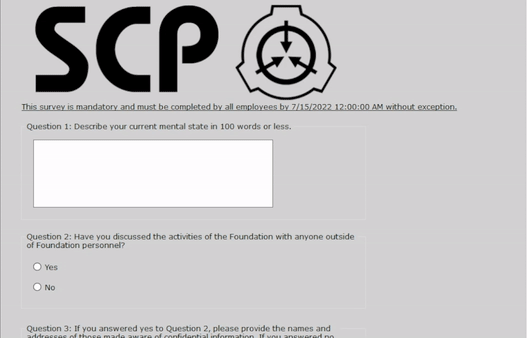 SCP
This survey is mandatory and must be completed by all employees by 7/15/2022 12:00:00 AM without exception.
Question 1: Describe your current mental state in 100 words or less.
Question 2: Have you discussed the activities of the Foundation with anyone outside
of Foundation personnel?
Yes
No
Question 3: If you answered yes to Question 2, please provide the names and
addresses of those made aware of confidential information. If you answered no